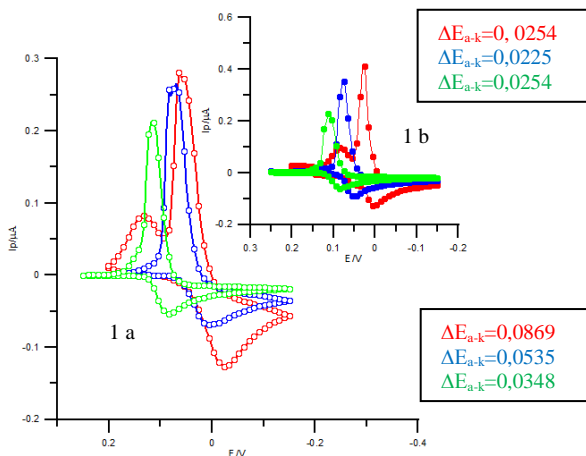 ΔEa-k=0, 0254
ΔEa-k=0,0225
ΔEa-k=0,0254
0.6
0.4
0.2
0
-0.2
Ip/µA
1 b
0.3
0.2
0.1
0
-0.1
-0.2
E /V
0.3
0.2
0.1
0
-0.1
-0.2
Ip/µA
1 a
0.2
0
-0.2
-0.4
E /V
ΔEa-k=0,0869
ΔEa-k=0,0535
ΔEa-k=0,0348